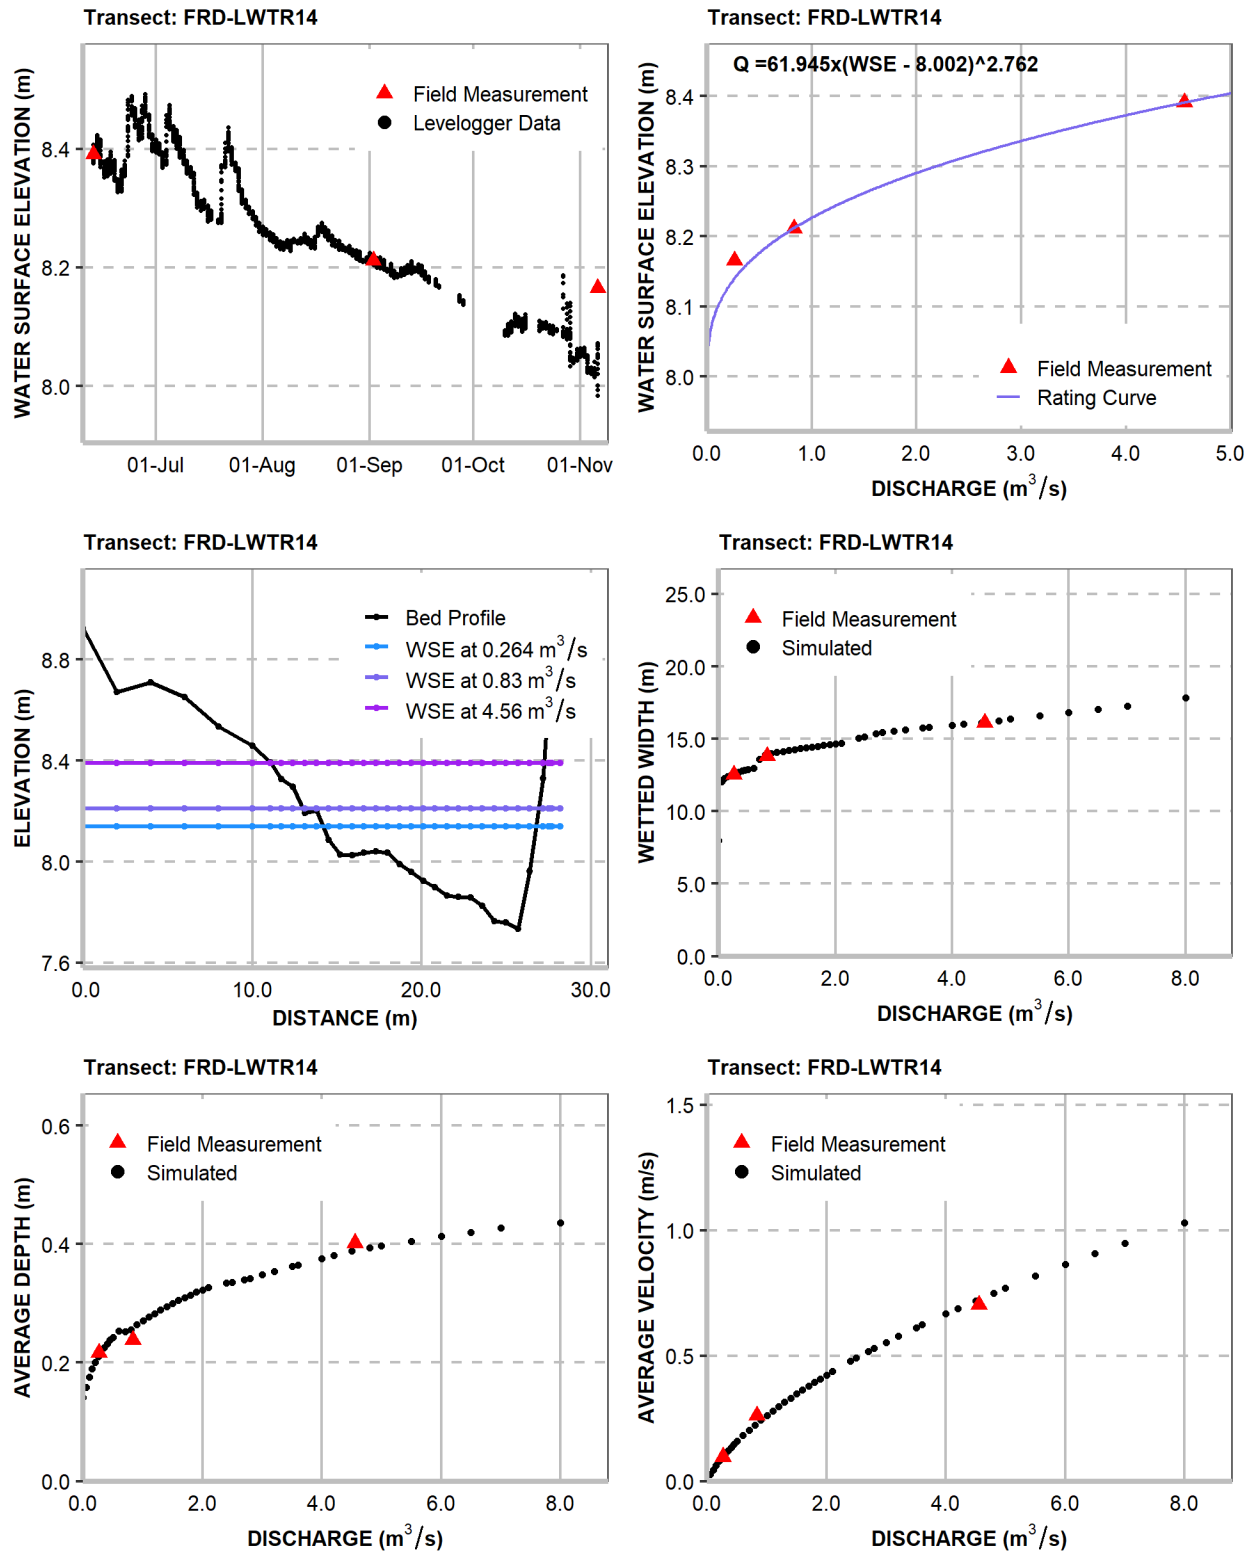 Transect: FRD-LWTR14
WATER SURFACE ELEVATION (m)
8.4
8.2
8.0
Field Measurement
Levelogger Data
01-Jul
01-Aug
01-Sep
01-Oct
01-Nov
Transect: FRD-LWTR14
Q =61.945x(WSE - 8.002)^2.762
WATER SURFACE ELEVATION (m)
8.4
8.3
8.2
8.1
8.0
Field Measurement
Rating Curve
0.0
1.0
2.0
3.0
4.0
5.0
DISCHARGE (m³/s)
Transect: FRD-LWTR14
ELEVATION (m)
8.8
8.4
8.0
7.6
Bed Profile
WSE at 0.264 m³/s
WSE at 0.83 m³/s
WSE at 4.56 m³/s
0.0
10.0
20.0
30.0
DISTANCE (m)
Transect: FRD-LWTR14
WETTED WIDTH (m)
25.0
20.0
15.0
10.0
5.0
0.0
Field Measurement
Simulated
0.0
2.0
4.0
6.0
8.0
DISCHARGE (m³/s)
Transect: FRD-LWTR14
AVERAGE DEPTH (m)
0.6
0.4
0.2
0.0
Field Measurement
Simulated
0.0
2.0
4.0
6.0
8.0
DISCHARGE (m³/s)
Transect: FRD-LWTR14
AVERAGE VELOCITY (m/s)
1.5
1.0
0.5
0.0
Field Measurement
Simulated
0.0
2.0
4.0
6.0
8.0
DISCHARGE (m³/s)